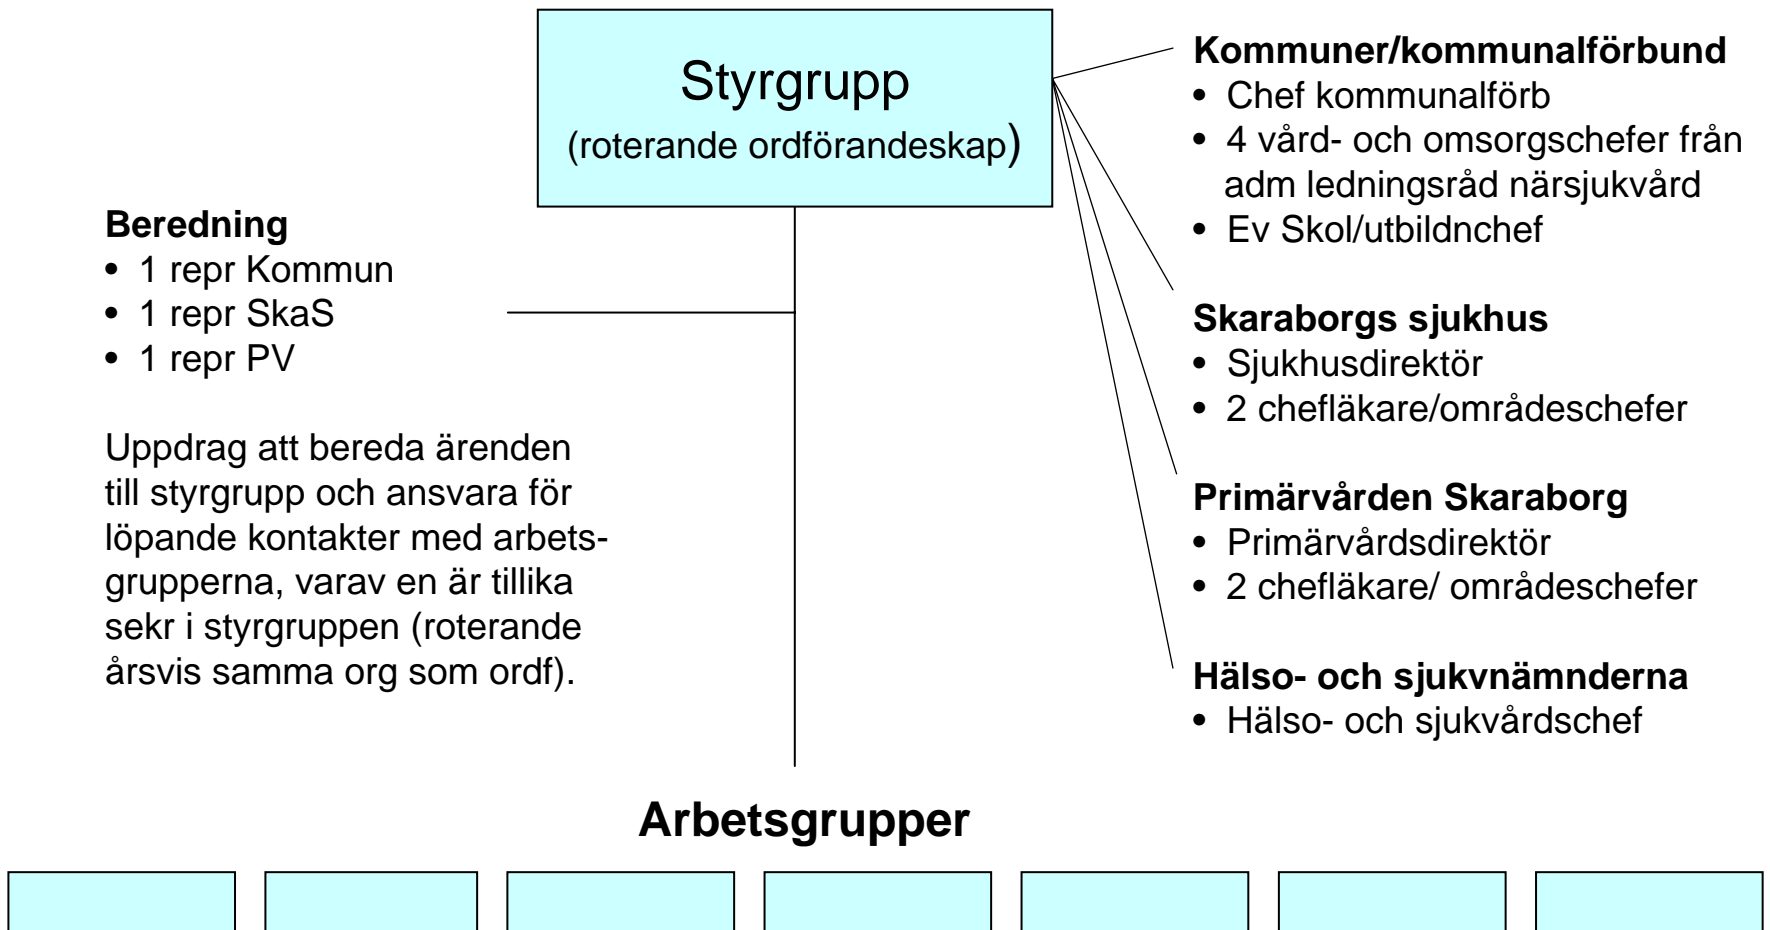 Styrgrupp
(roterande ordförandeskap)
Beredning
• 1 repr Kommun
• 1 repr SkaS
• 1 repr PV
Uppdrag att bereda ärenden
till styrgrupp och ansvara för
löpande kontakter med arbets-
grupperna, varav en är tillika
sekr i styrgruppen (roterande
årsvis samma org som ordf).
Kommuner/kommunalförbund
• Chef kommunalförb
• 4 vård- och omsorgschefer från
adm ledningsråd närsjukvård
• Ev Skol/utbildnchef
Skaraborgs sjukhus
• Sjukhusdirektör
• 2 chefläkare/områdeschefer
Primärvården Skaraborg
• Primärvårdsdirektör
• 2 chefläkare/ områdeschefer
Hälso- och sjukvnämnderna
• Hälso- och sjukvårdschef
Arbetsgrupper